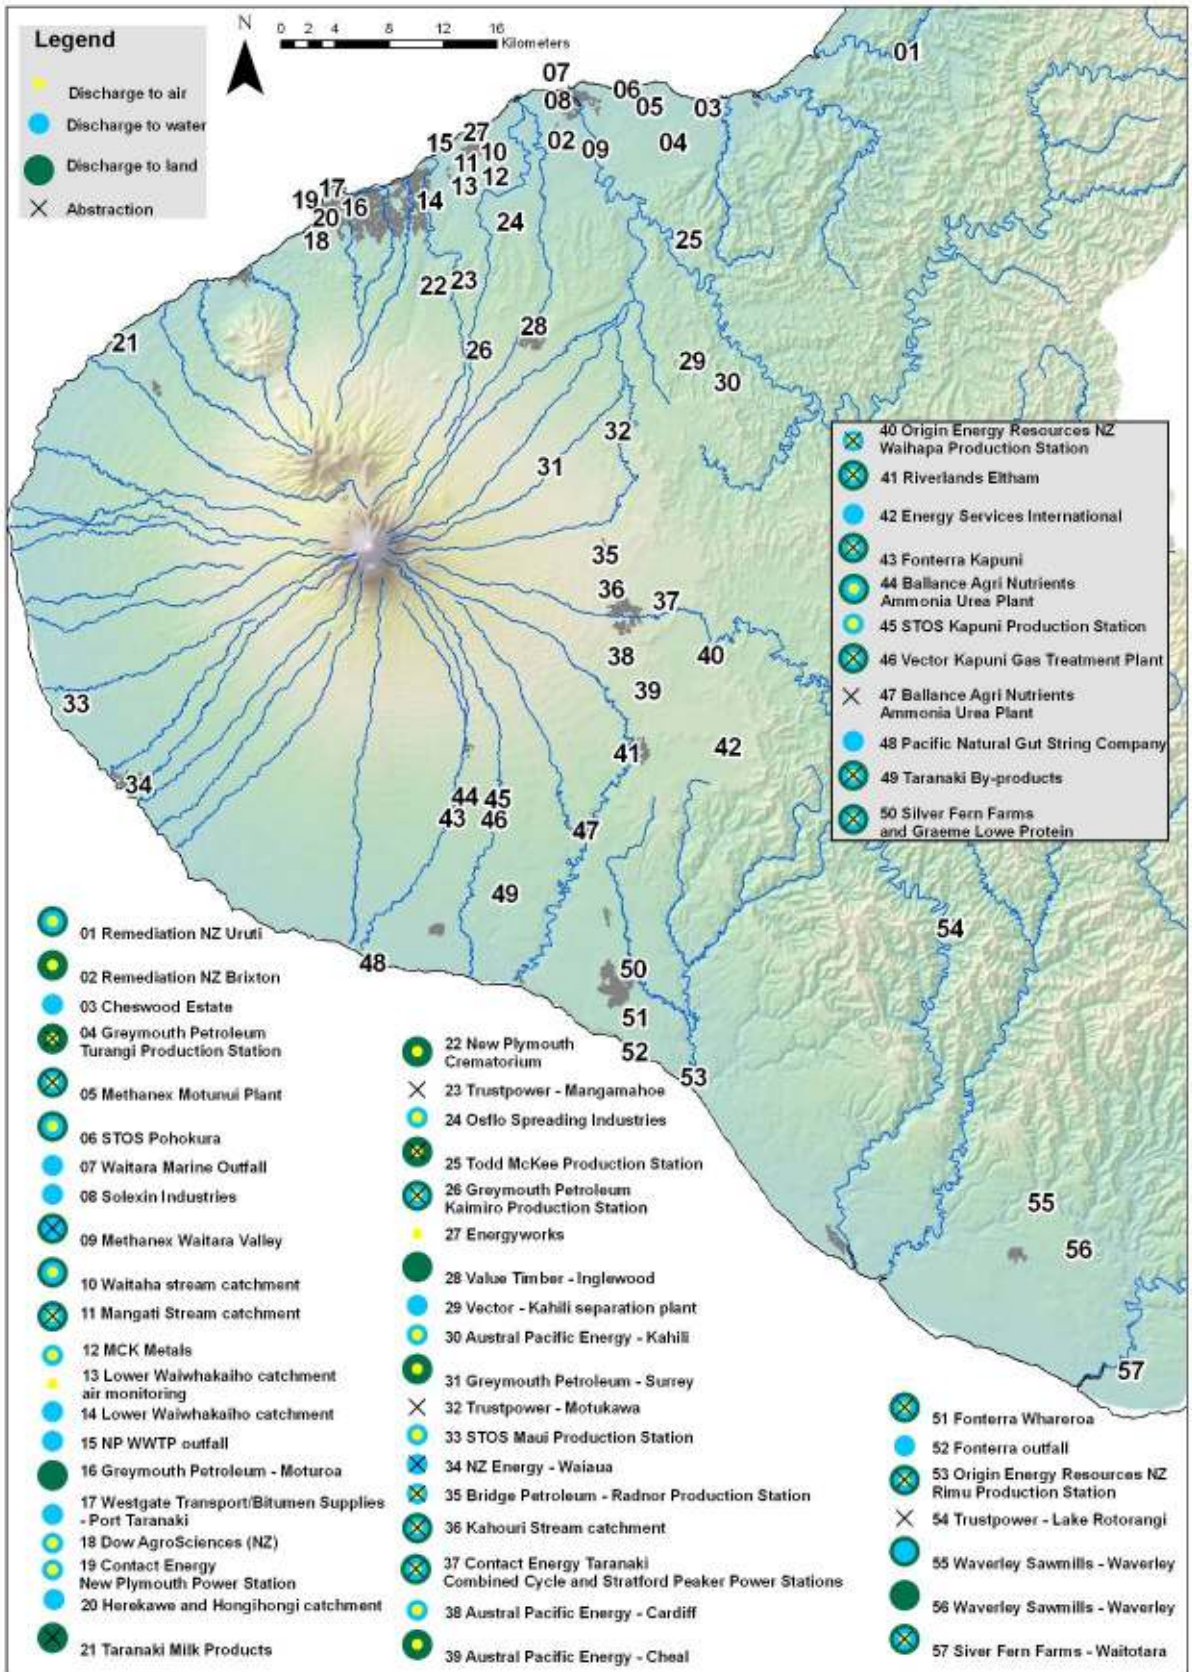 Legend
Discharge to air
Discharge to water
Discharge to land
Abstraction
N
0 2 4 8 12 16
Kilometers
01
07
06
08
05
03
02
09
04
27
15
10
11
12
13
17
19
16
14
20
18
24
25
22
23
21
28
26
29
30
32
31
35
36
37
38
40
39
33
41
42
34
44
45
43
46
47
49
48
54
50
51
52
53
55
56
57
40 Origin Energy Resources NZ
Waihapa Production Station
41 Riverlands Eltham
42 Energy Services International
43 Fonterra Kapuni
44 Ballance Agri Nutrients
Ammonia Urea Plant
45 STOS Kapuni Production Station
46 Vector Kapuni Gas Treatment Plant
47 Ballance Agri Nutrients
Ammonia Urea Plant
48 Pacific Natural Gut String Company
49 Taranaki By-products
50 Silver Fern Farms
and Graeme Lowe Protein
01 Remediation NZ Uruti
02 Remediation NZ Brixton
03 Cheswood Estate
04 Greymouth Petroleum
Turangi Production Station
05 Methanex Motunui Plant
06 STOS Pohokura
07 Waitara Marine Outfall
08 Solexin Industries
09 Methanex Waitara Valley
10 Waitaha stream catchment
11 Mangati Stream catchment
12 MCK Metals
13 Lower Waiwhakaiho catchment
air monitoring
14 Lower Waiwhakaiho catchment
15 NP WWTP outfall
16 Greymouth Petroleum - Moturoa
17 Westgate Transport/Bitumen Supplies
- Port Taranaki
18 Dow AgroSciences (NZ)
19 Contact Energy
New Plymouth Power Station
20 Herekawe and Hongihongi catchment
21 Taranaki Milk Products
22 New Plymouth
Crematorium
23 Trustpower - Mangamahoe
24 Osflo Spreading Industries
25 Todd McKee Production Station
26 Greymouth Petroleum
Kaimiro Production Station
27 Energyworks
28 Value Timber - Inglewood
29 Vector - Kahili separation plant
30 Austral Pacific Energy - Kahili
31 Greymouth Petroleum - Surrey
32 Trustpower - Motukawa
33 STOS Maui Production Station
34 NZ Energy - Waiaua
35 Bridge Petroleum - Radnor Production Station
36 Kahouri Stream catchment
37 Contact Energy Taranaki
Combined Cycle and Stratford Peaker Power Stations
38 Austral Pacific Energy - Cardiff
39 Austral Pacific Energy - Cheal
51 Fonterra Whareroa
52 Fonterra outfall
53 Origin Energy Resources NZ
Rimu Production Station
54 Trustpower - Lake Rotorangi
55 Waverley Sawmills - Waverley
56 Waverley Sawmills - Waverley
57 Siver Fern Farms - Waitotara